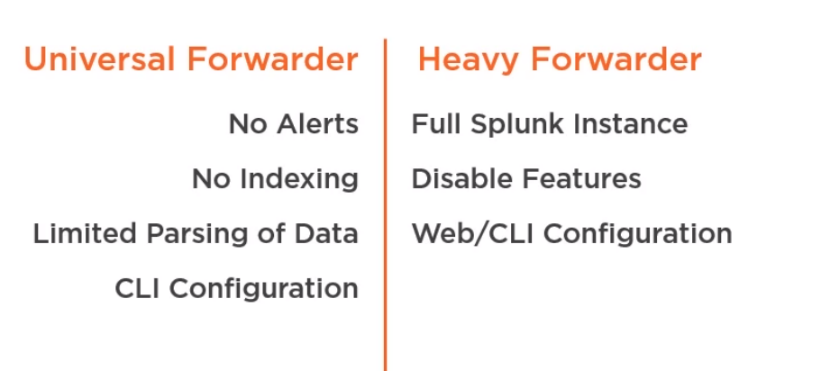 Universal Forwarder
No Alerts
No Indexing
Limited Parsing of Data
CLI Configuration
Heavy Forwarder
Full Splunk Instance
Disable Features
Web/CLI Configuration